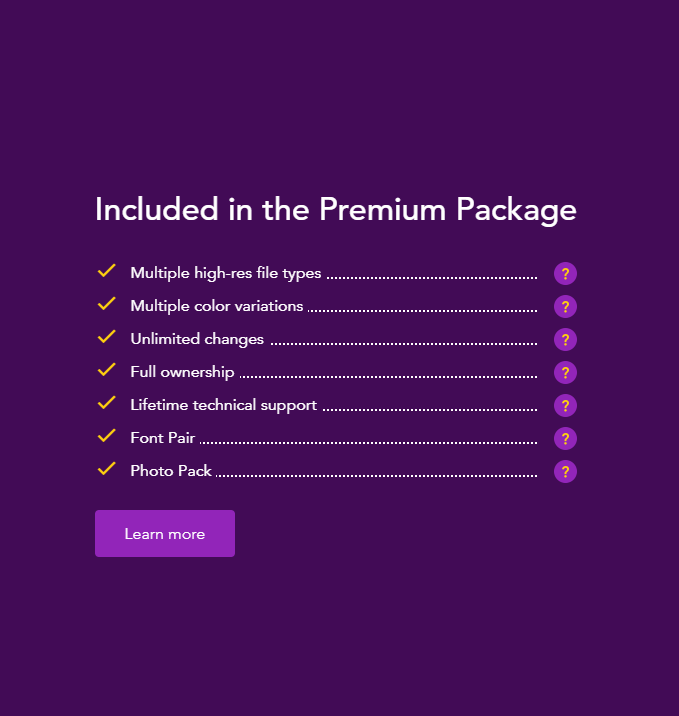 Included in the Premium Package
Multiple high-res file types ?
Multiple color variations ?
Unlimited changes ?
Full ownership ?
Lifetime technical support ?
Font Pair ?
Photo Pack ?
Learn more